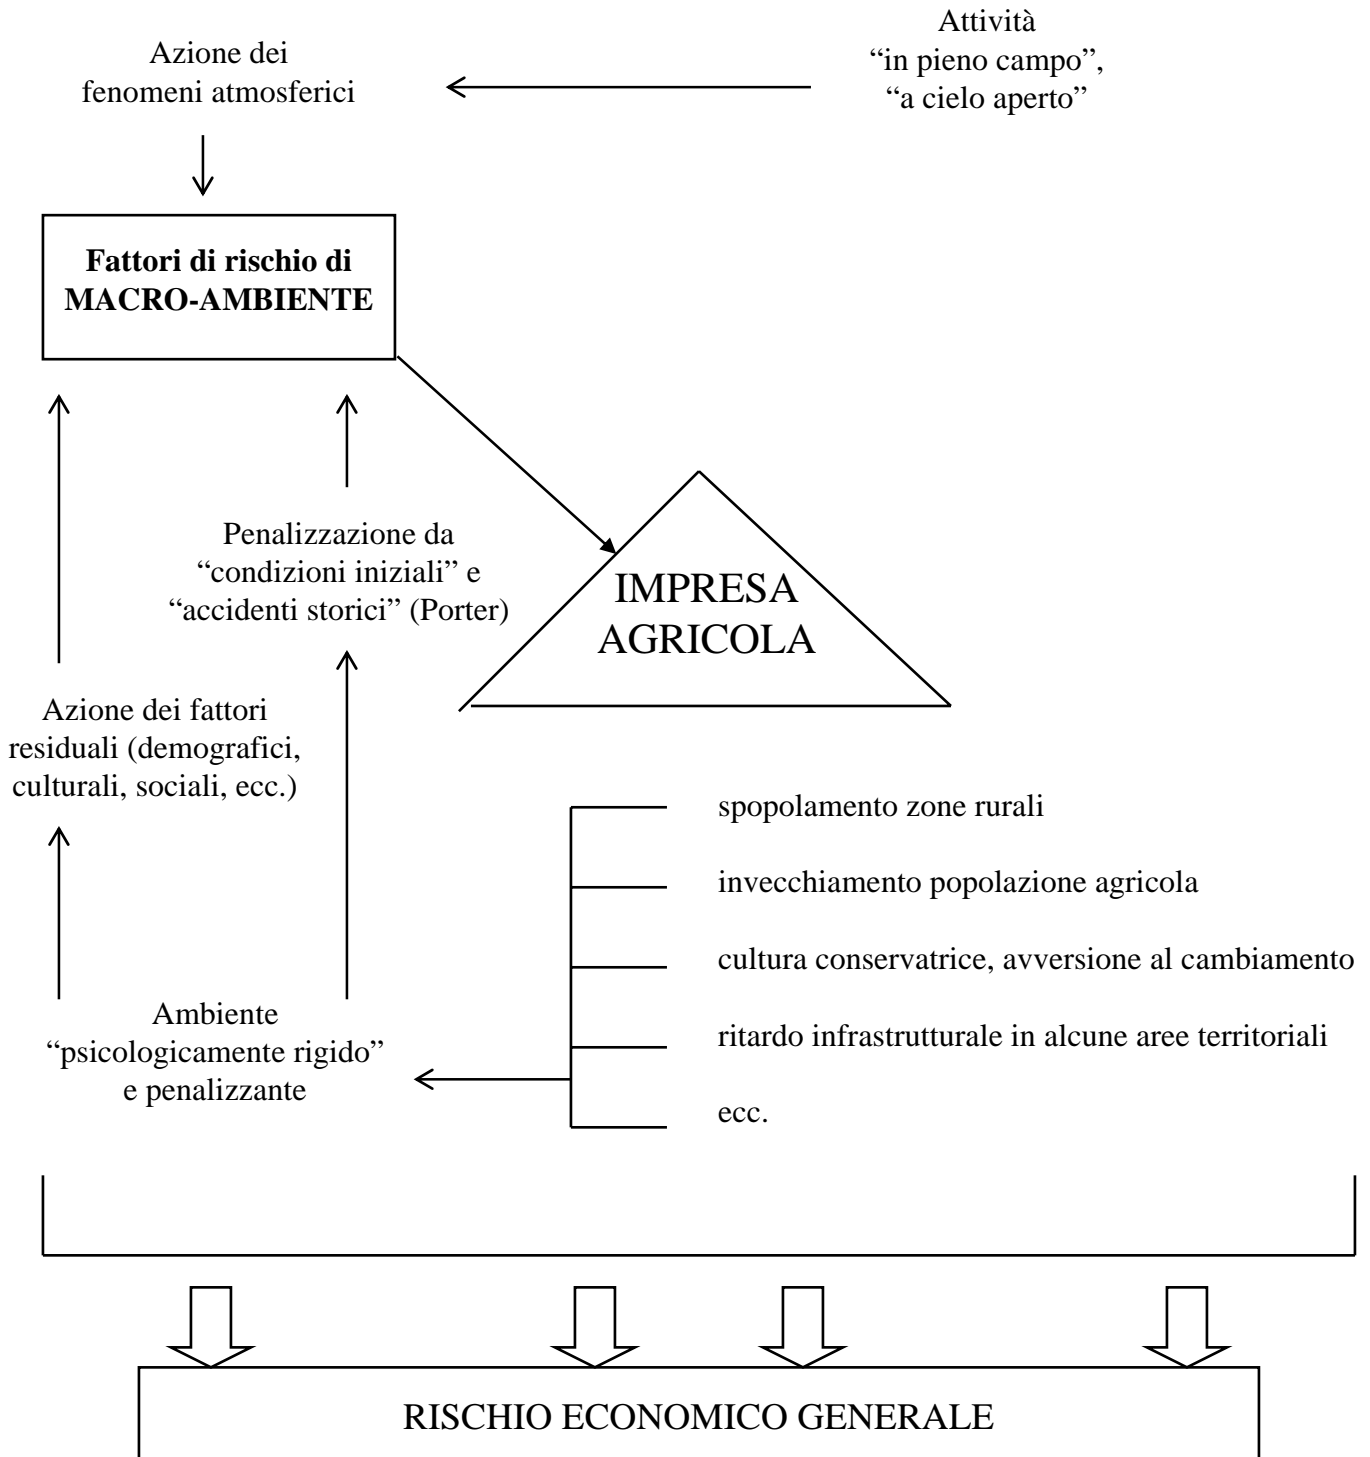 Attività
“in pieno campo”,
“a cielo aperto”
Azione dei
fenomeni atmosferici
Fattori di rischio di
MACRO-AMBIENTE
Penalizzazione da
“condizioni iniziali” e
“accidenti storici” (Porter)
IMPRESA
AGRICOLA
Azione dei fattori
residuali (demografici,
culturali, sociali, ecc.)
spopolamento zone rurali
invecchiamento popolazione agricola
cultura conservatrice, avversione al cambiamento
ritardo infrastrutturale in alcune aree territoriali
ecc.
Ambiente
“psicologicamente rigido”
e penalizzante
RISCHIO ECONOMICO GENERALE